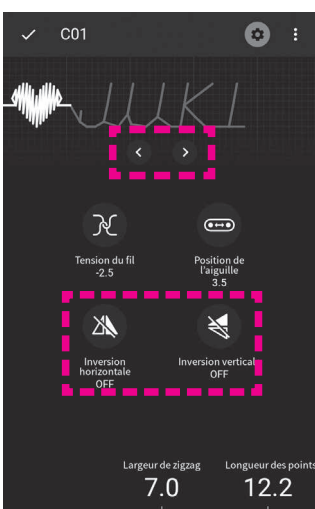 C01
Tension du fil
-2.5
Position de
l'aiguille
3.5
Inversion
horizontale
OFF
Inversion vertical
OFF
Largeur de zigzag
Longueur des points
7.0
12.2